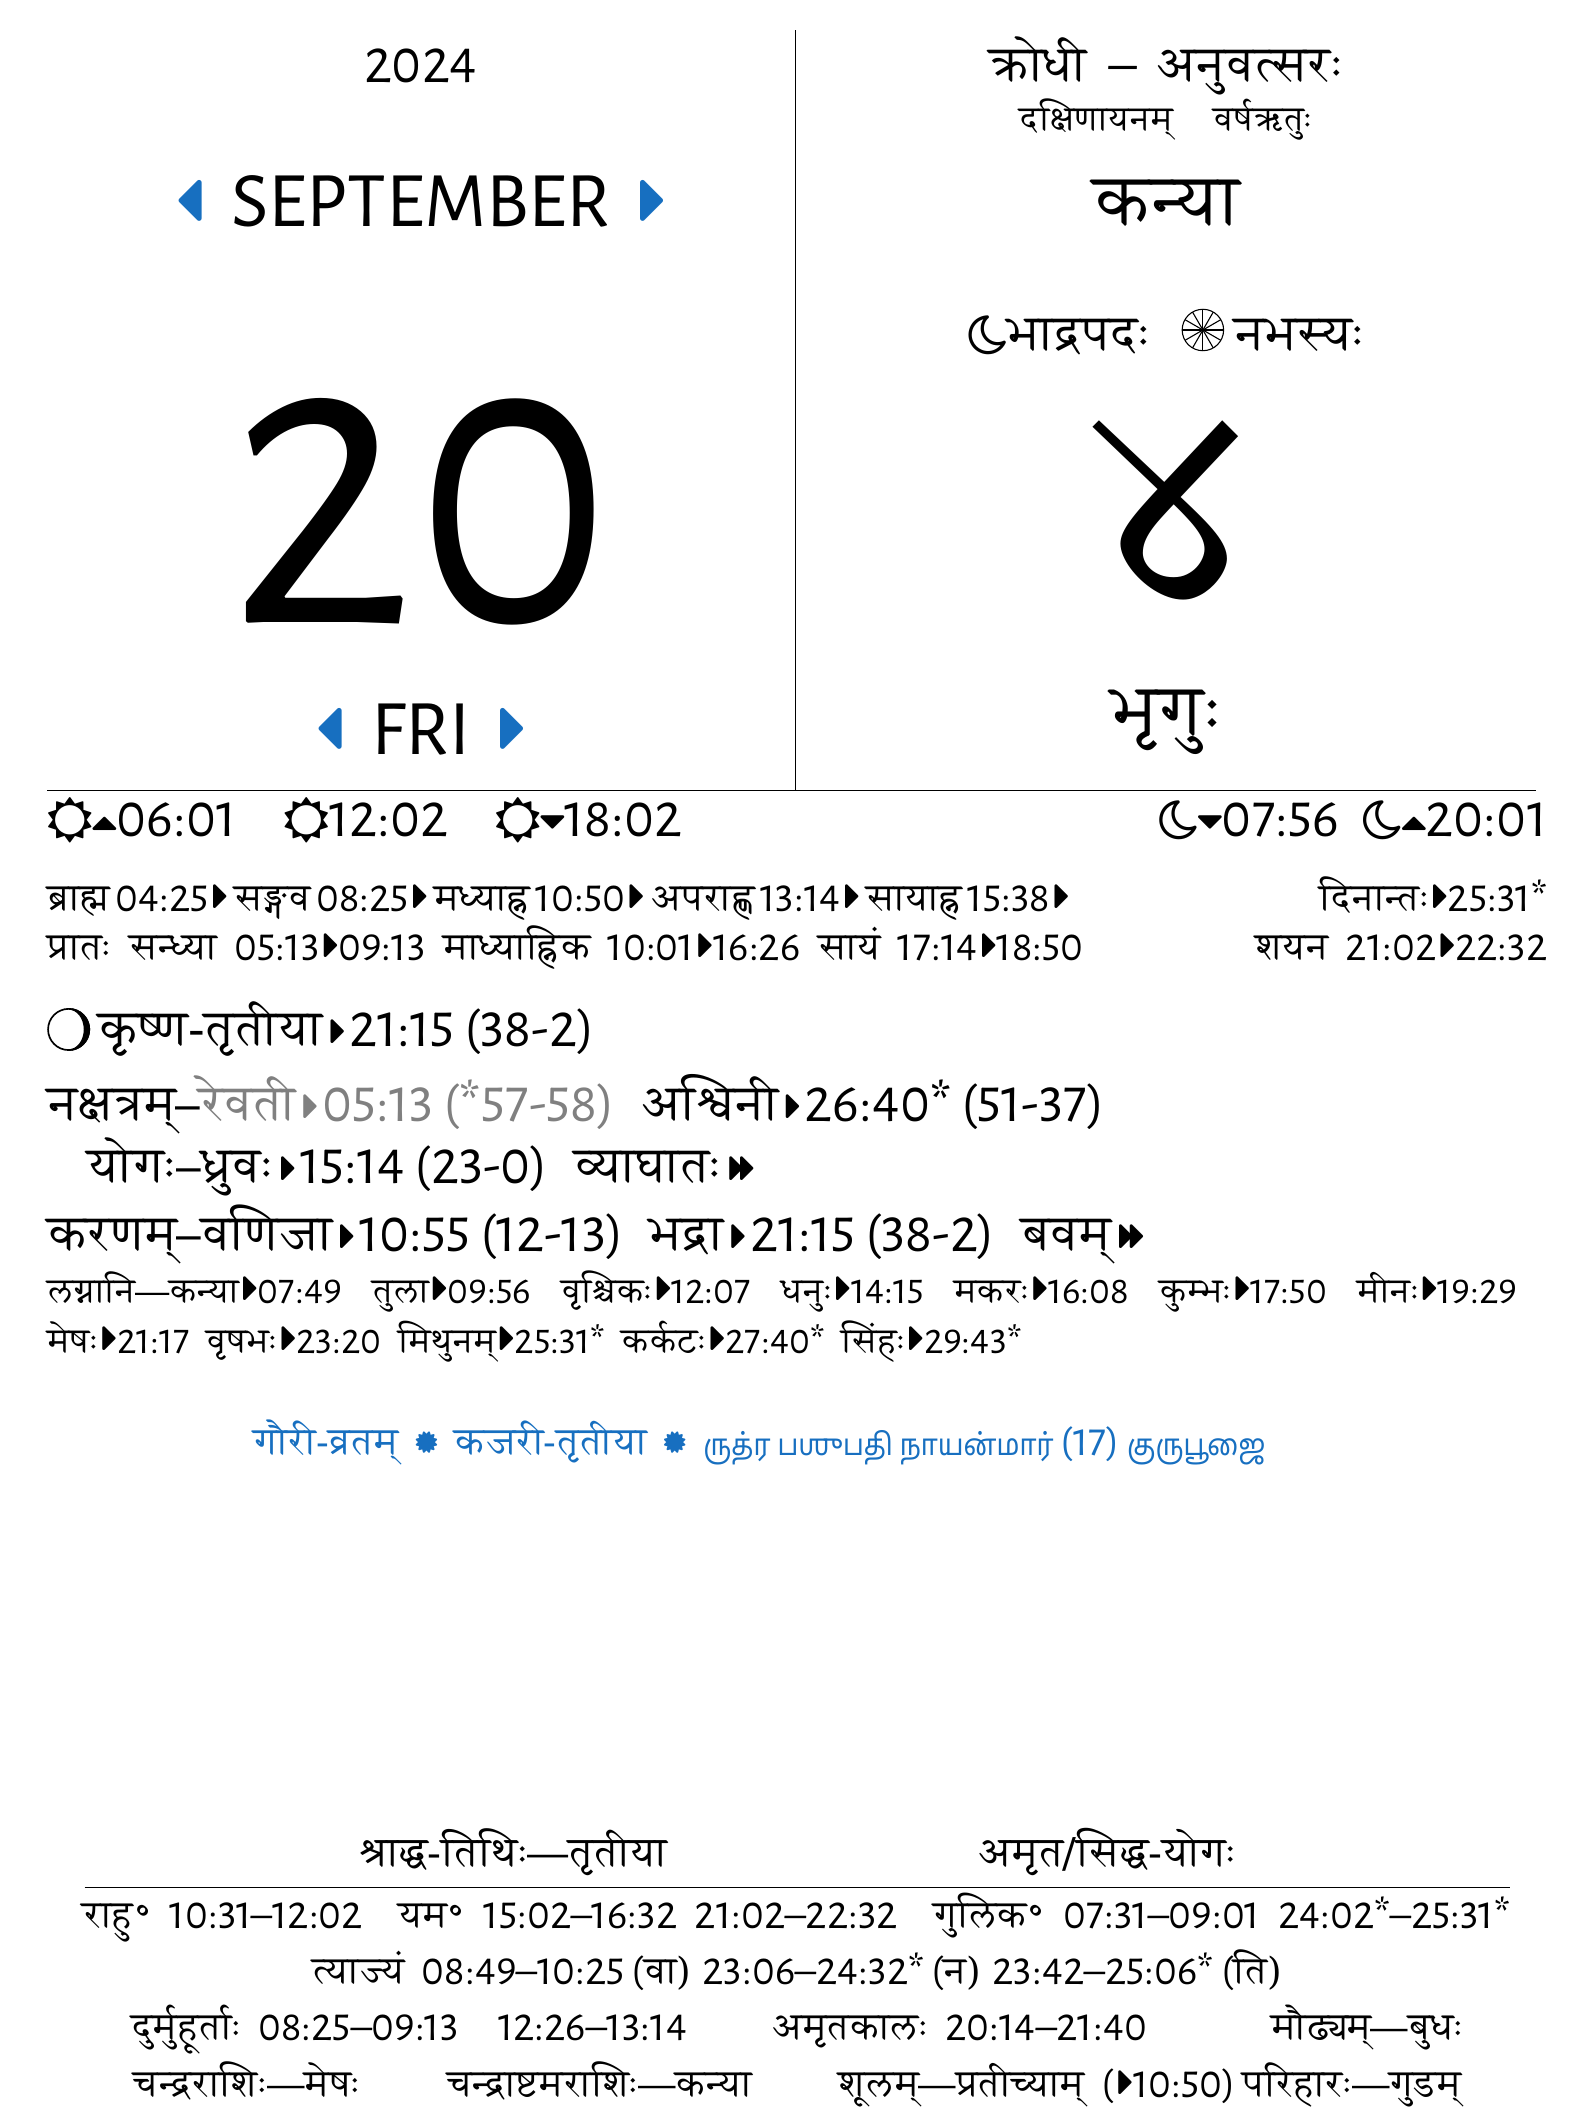 2024
SEPTEMBER
20
FRI
क्रोधी – अनुवत्सरः
दक्षिणायनम् वर्षऋतुः
कन्या
भाद्रपदः नभस्यः
४
भृगुः
06:01 12:02 18:02 07:56 20:01
ब्राह्म 04:25 सङ्गव 08:25 मध्याह्न 10:50 अपराह्ण 13:14 सायाह्न 15:38 दिनान्तः 25:31*
प्रातः सन्ध्या 05:13 09:13 माध्याह्निक 10:01 16:26 सायं 17:14 18:50 शयन 21:02 22:32
कृष्ण-तृतीया 21:15 (38-2)
नक्षत्रम्–रेवती 05:13 (*57-58) अश्विनी 26:40* (51-37)
योगः–ध्रुवः 15:14 (23-0) व्याघातः
करणम्–वणिजा 10:55 (12-13) भद्रा 21:15 (38-2) बवम्
लग्नानि—कन्या 07:49 तुला 09:56 वृश्चिकः 12:07 धनुः 14:15 मकरः 16:08 कुम्भः 17:50 मीनः 19:29
मेषः 21:17 वृषभः 23:20 मिथुनम् 25:31* कर्कटः 27:40* सिंहः 29:43*
गौरी-व्रतम् ✹ कजरी-तृतीया ✹ ருத்ர பஶுபதி நாயன்மார் (17) குருபூஜை
श्राद्ध-तिथिः—तृतीया अमृत/सिद्ध-योगः
राहु° 10:31–12:02 यम° 15:02–16:32 21:02–22:32 गुलिक° 07:31–09:01 24:02*–25:31*
त्याज्यं 08:49–10:25 (वा) 23:06–24:32* (न) 23:42–25:06* (ति)
दुर्मुहूर्ताः 08:25–09:13 12:26–13:14 अमृतकालः 20:14–21:40 मौढ्यम्—बुधः
चन्द्रराशिः—मेषः चन्द्राष्टमराशिः—कन्या शूलम्—प्रतीच्याम् (10:50) परिहारः—गुडम्